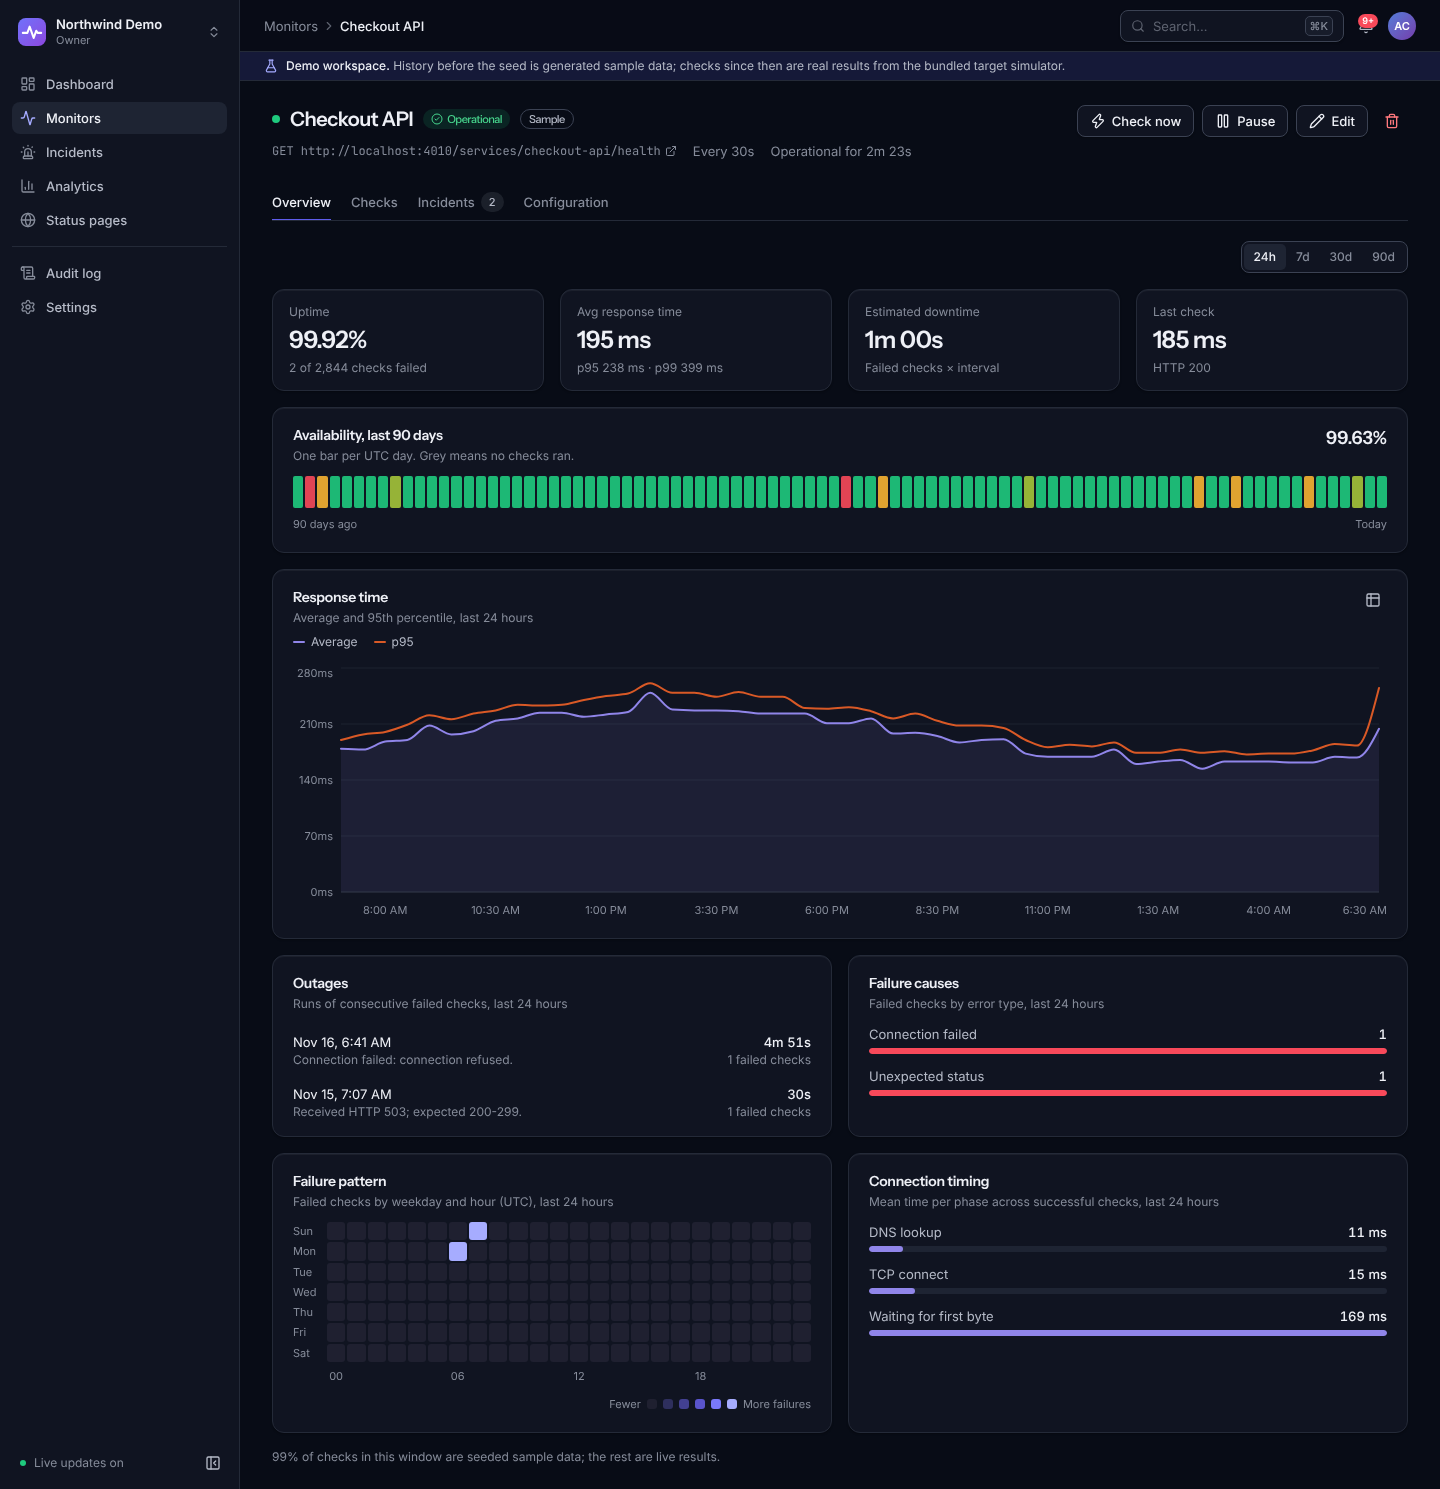 Northwind Demo
Owner
Dashboard
Monitors
Incidents
Analytics
Status pages
Audit log
Settings
Live updates on
Monitors > Checkout API
Search...
⌘K
9+
AC
Demo workspace. History before the seed is generated sample data; checks since then are real results from the bundled target simulator.
Checkout API
Operational
Sample
Check now
Pause
Edit
GET http://localhost:4010/services/checkout-api/health
Every 30s
Operational for 2m 23s
Overview
Checks
Incidents 2
Configuration
24h
7d
30d
90d
Uptime
99.92%
2 of 2,844 checks failed
Avg response time
195 ms
p95 238 ms · p99 399 ms
Estimated downtime
1m 00s
Failed checks × interval
Last check
185 ms
HTTP 200
Availability, last 90 days
99.63%
One bar per UTC day. Grey means no checks ran.
90 days ago
Today
Response time
Average and 95th percentile, last 24 hours
Average
p95
280ms
210ms
140ms
70ms
0ms
8:00 AM
10:30 AM
1:00 PM
3:30 PM
6:00 PM
8:30 PM
11:00 PM
1:30 AM
4:00 AM
6:30 AM
Outages
Runs of consecutive failed checks, last 24 hours
Nov 16, 6:41 AM
4m 51s
Connection failed: connection refused.
1 failed checks
Nov 15, 7:07 AM
30s
Received HTTP 503; expected 200-299.
1 failed checks
Failure causes
Failed checks by error type, last 24 hours
Connection failed
1
Unexpected status
1
Failure pattern
Failed checks by weekday and hour (UTC), last 24 hours
Sun
Mon
Tue
Wed
Thu
Fri
Sat
00
06
12
18
Fewer
More failures
Connection timing
Mean time per phase across successful checks, last 24 hours
DNS lookup
11 ms
TCP connect
15 ms
Waiting for first byte
169 ms
99% of checks in this window are seeded sample data; the rest are live results.